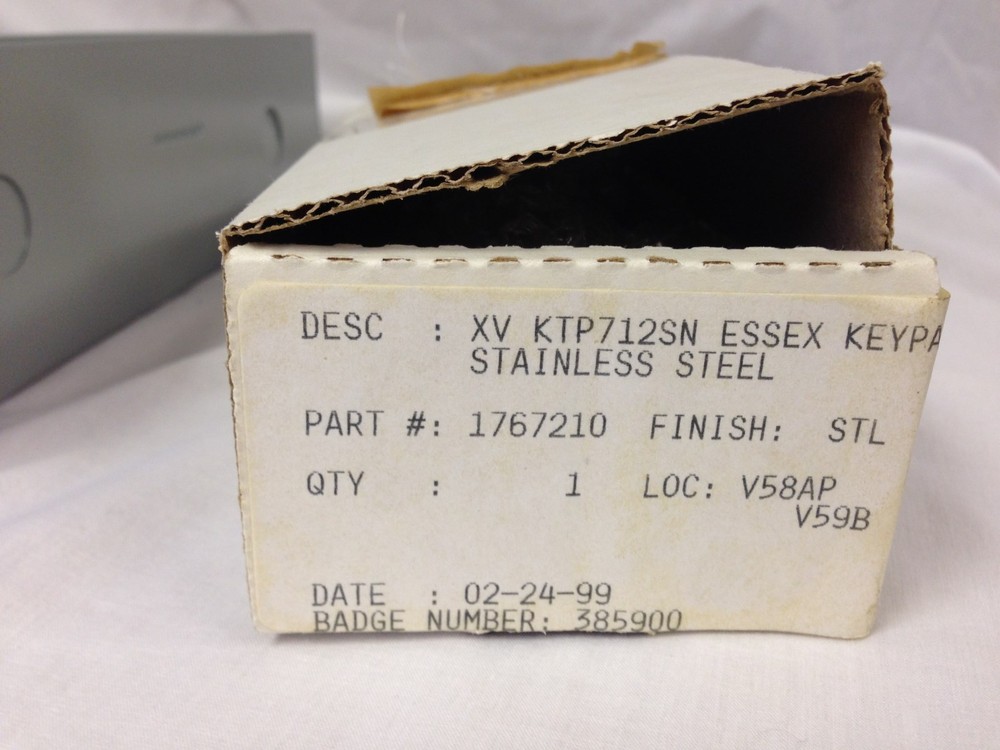 DESC : XV KTP712SN ESSEX KEYPA
STAINLESS STEEL
PART #: 1767210 FINISH: STL
QTY : 1 LOC: V58AP
V59B
DATE : 02-24-99
BADGE NUMBER: 385900